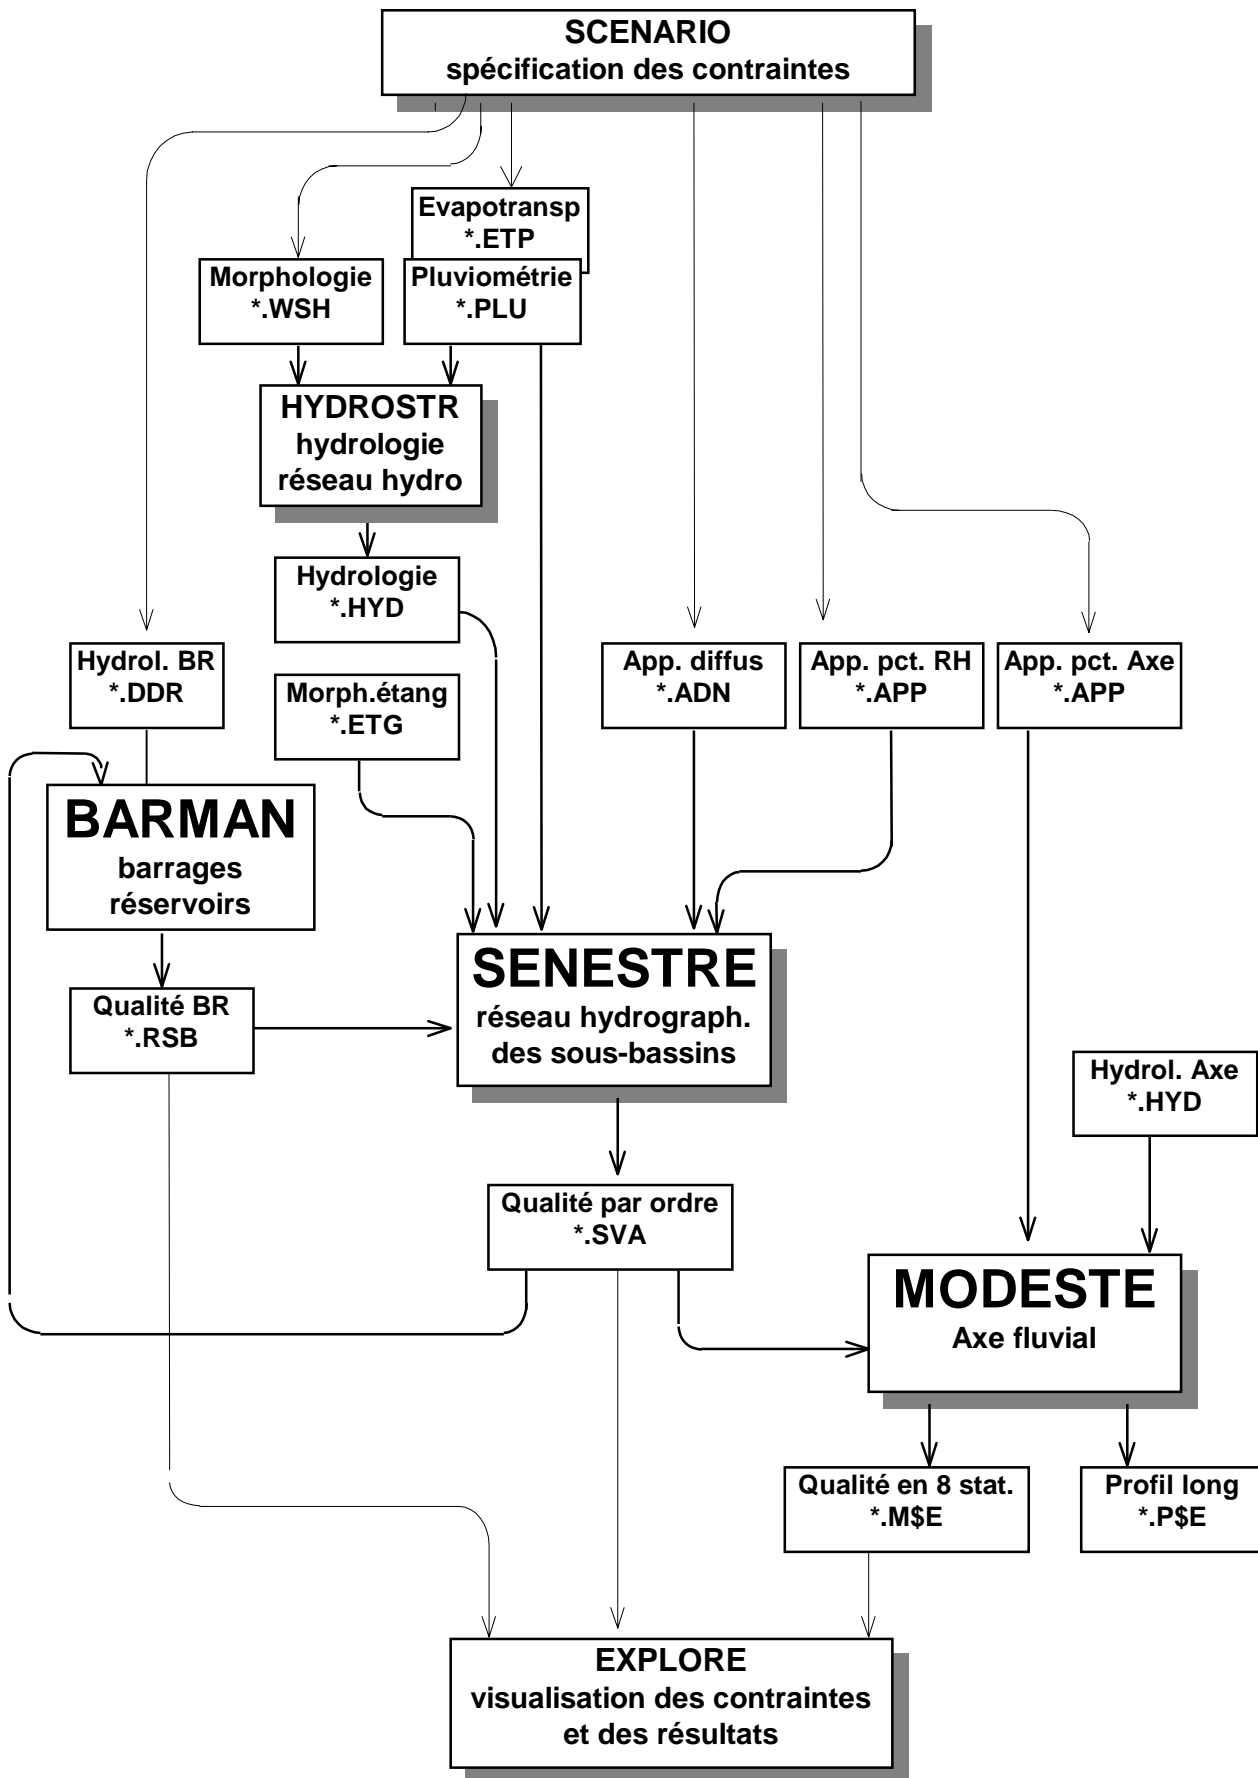 SCENARIO
spécification des contraintes
Evapotransp
*.ETP
Morphologie
*.WSH
Pluviométrie
*.PLU
HYDROSTR
hydrologie
réseau hydro
Hydrologie
*.HYD
Hydrol. BR
*.DDR
Morph.étang
*.ETG
App. diffus
*.ADN
App. pct. RH
*.APP
App. pct. Axe
*.APP
BARMAN
barrages
réservoirs
SENESTRE
réseau hydrograph.
des sous-bassins
Qualité BR
*.RSB
Hydrol. Axe
*.HYD
Qualité par ordre
*.SVA
MODESTE
Axe fluvial
Qualité en 8 stat.
*.M$E
Profil long
*.P$E
EXPLORE
visualisation des contraintes
et des résultats